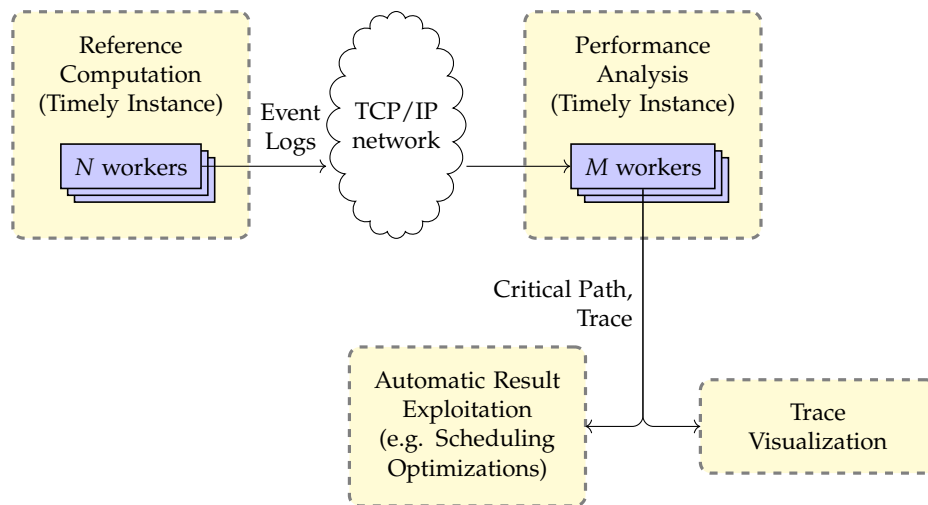 Reference
Computation
(Timely Instance)
N workers
Event
Logs
TCP/IP
network
Performance
Analysis
(Timely Instance)
M workers
Critical Path,
Trace
Automatic Result
Exploitation
(e.g. Scheduling
Optimizations)
Trace
Visualization